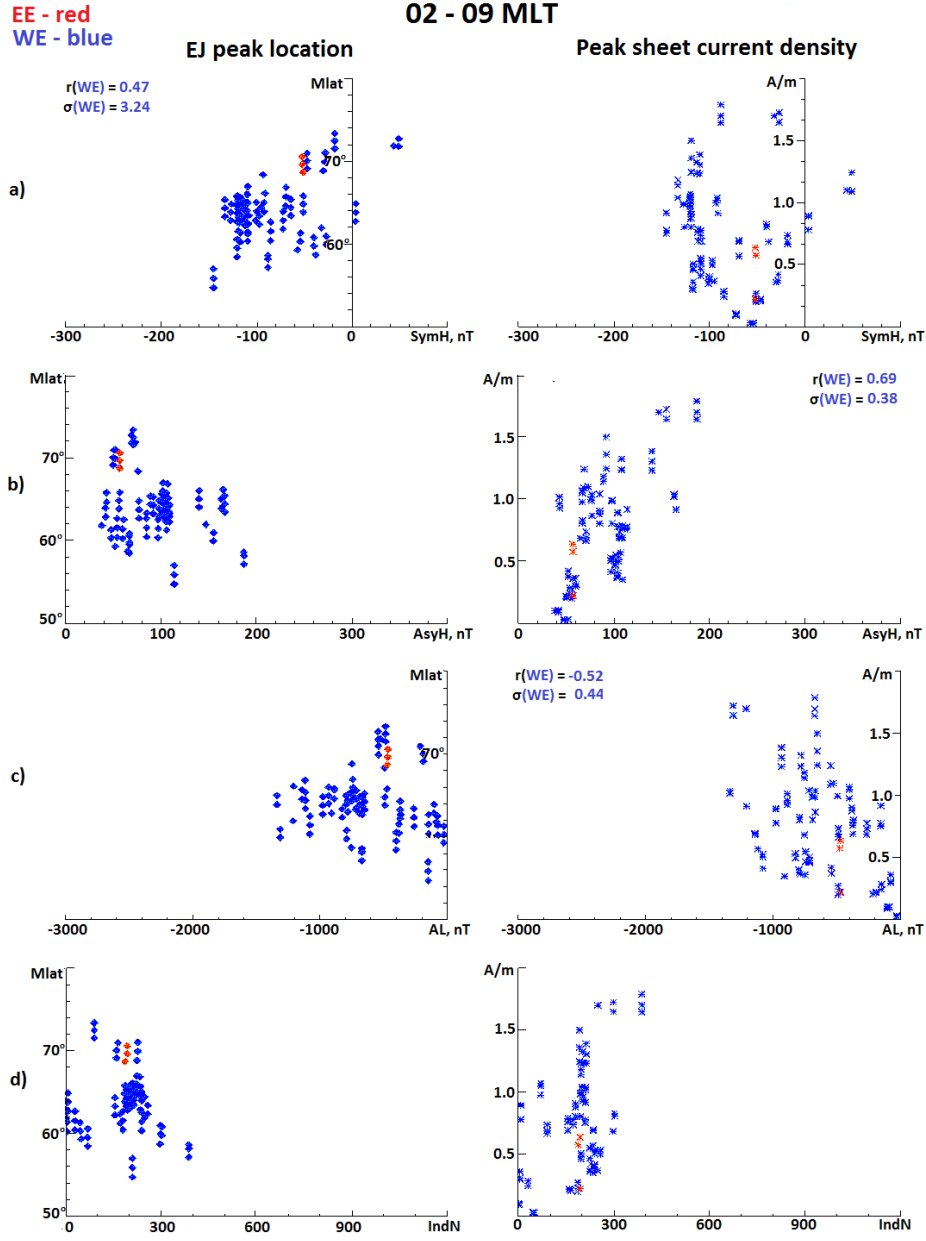 02 - 09 MLT
EE - red
WE - blue
EJ peak location
Peak sheet current density
a)
r(WE) = 0.47
σ(WE) = 3.24
Mlat
70°
60°
-300
-200
-100
0
SymH, nT
A/m
1.5
1.0
0.5
-300
-200
-100
0
SymH, nT
b)
Mlat
70°
60°
50°
0
100
200
300
AsyH, nT
A/m
r(WE) = 0.69
σ(WE) = 0.38
1.5
1.0
0.5
0
100
200
300
AsyH, nT
c)
Mlat
70°
60°
-3000
-2000
-1000
AL, nT
r(WE) = -0.52
σ(WE) = 0.44
A/m
1.5
1.0
0.5
-3000
-2000
-1000
AL, nT
d)
Mlat
70°
60°
50°
0
300
600
900
IndN
A/m
1.5
1.0
0.5
0
300
600
900
IndN